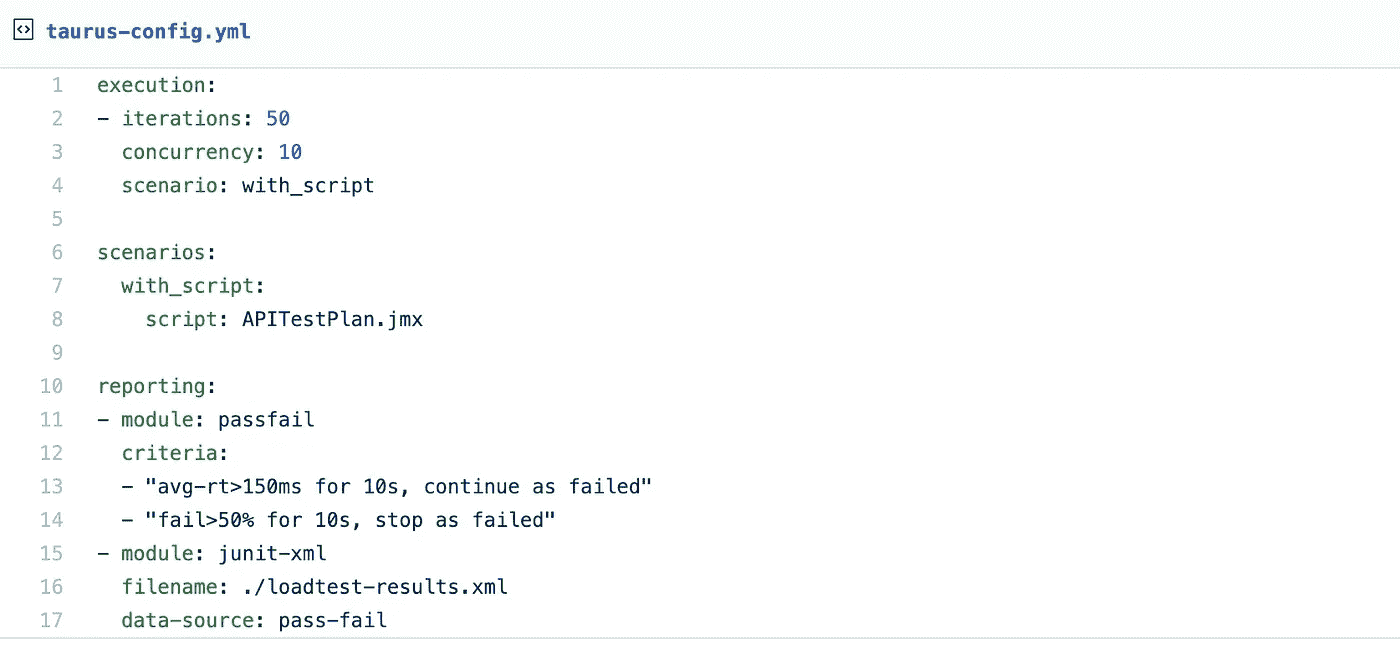 taurus-config.yml
1 execution:
2 - iterations: 50
3   concurrency: 10
4   scenario: with_script
5
6 scenarios:
7   with_script:
8     script: APITestPlan.jmx
9
10 reporting:
11 - module: passfail
12   criteria:
13   - "avg-rt>150ms for 10s, continue as failed"
14   - "fail>50% for 10s, stop as failed"
15 - module: junit-xml
16   filename: ./loadtest-results.xml
17   data-source: pass-fail